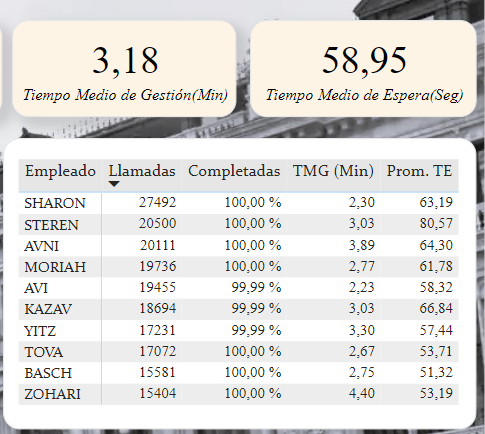 3,18
Tiempo Medio de Gestión(Min)
58,95
Tiempo Medio de Espera(Seg)
Empleado Llamadas Completadas TMG (Min) Prom. TE
SHARON 27492 100,00 % 2,30 63,19
STEREN 20500 100,00 % 3,03 80,57
AVNI 20111 100,00 % 3,89 64,30
MORIAH 19736 100,00 % 2,77 61,78
AVI 19455 99,99 % 2,23 58,32
KAZAV 18694 99,99 % 3,03 66,84
YITZ 17231 99,99 % 3,30 57,44
TOVA 17072 100,00 % 2,67 53,71
BASCH 15581 100,00 % 2,75 51,32
ZOHARI 15404 100,00 % 4,40 53,19